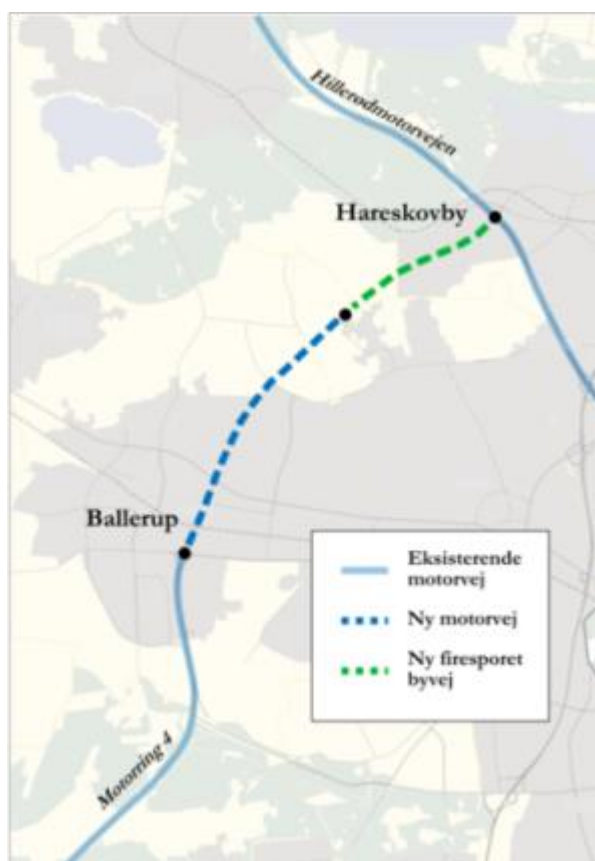 Hillerødmotorvejen
Hareskovby
Ballerup
Eksisterende
motorvej
Ny motorvej
Ny firesporet
byvej
Motorring 4